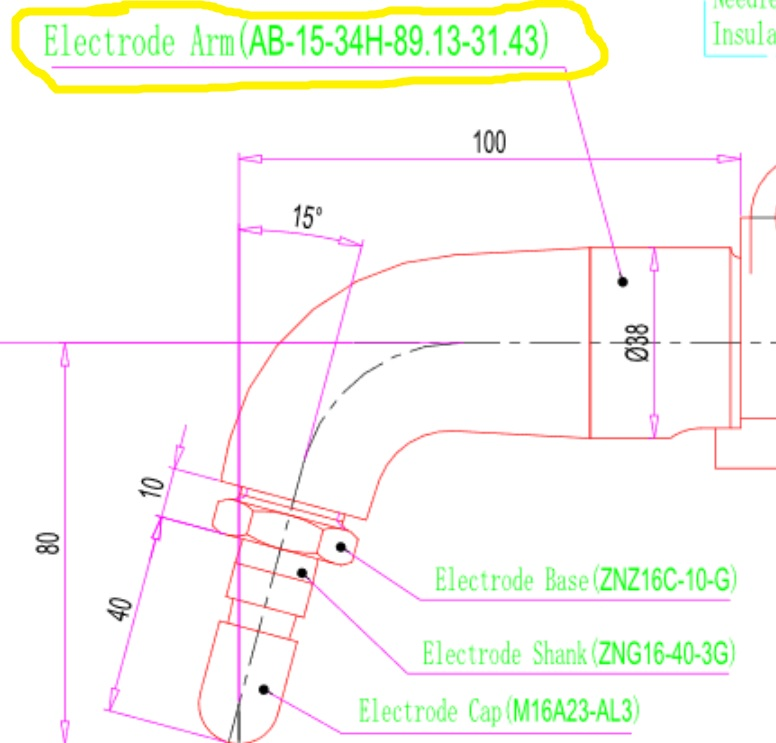 Electrode Arm(AB-15-34H-89.13-31.43)
Insula
100
15°
Ø38
10
80
40
Electrode Base(ZNZ16C-10-G)
Electrode Shank(ZNG16-40-3G)
Electrode Cap(M16A23-AL3)